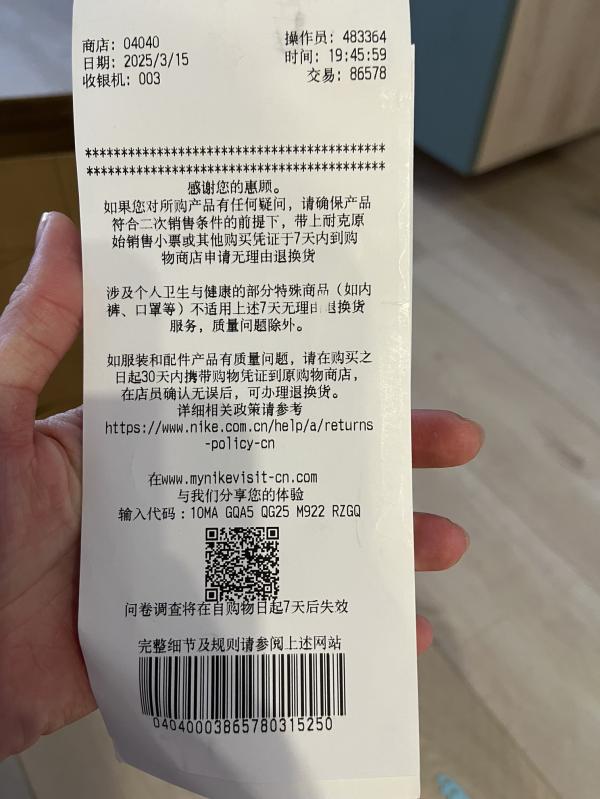 商店: 04040 操作员: 483364
日期: 2025/3/15 时间: 19:45:59
收银机: 003 交易: 86578
****************************************
****************************************
感谢您的惠顾。
如果您对所购产品有任何疑问，请确保产品
符合二次销售条件的前提下，带上耐克原
始销售小票或其他购买凭证于7天内到购
物商店申请无理由退换货
涉及个人卫生与健康的部分特殊商品（如内
裤、口罩等）不适用上述7天无理由退换货
服务，质量问题除外。
如服装和配件产品有质量问题，请在购买之
日起30天内携带购物凭证到原购物商店，
在店员确认无误后，可办理退换货。
详细相关政策请参考
https://www.nike.com.cn/help/a/returns
-policy-cn
在www.mynikevisit-cn.com
与我们分享您的体验
输入代码：10MA GQA5 QG25 M922 RZGQ
问卷调查将在自购物日起7天后失效
完整细节及规则请参阅上述网站
04040003865780315250